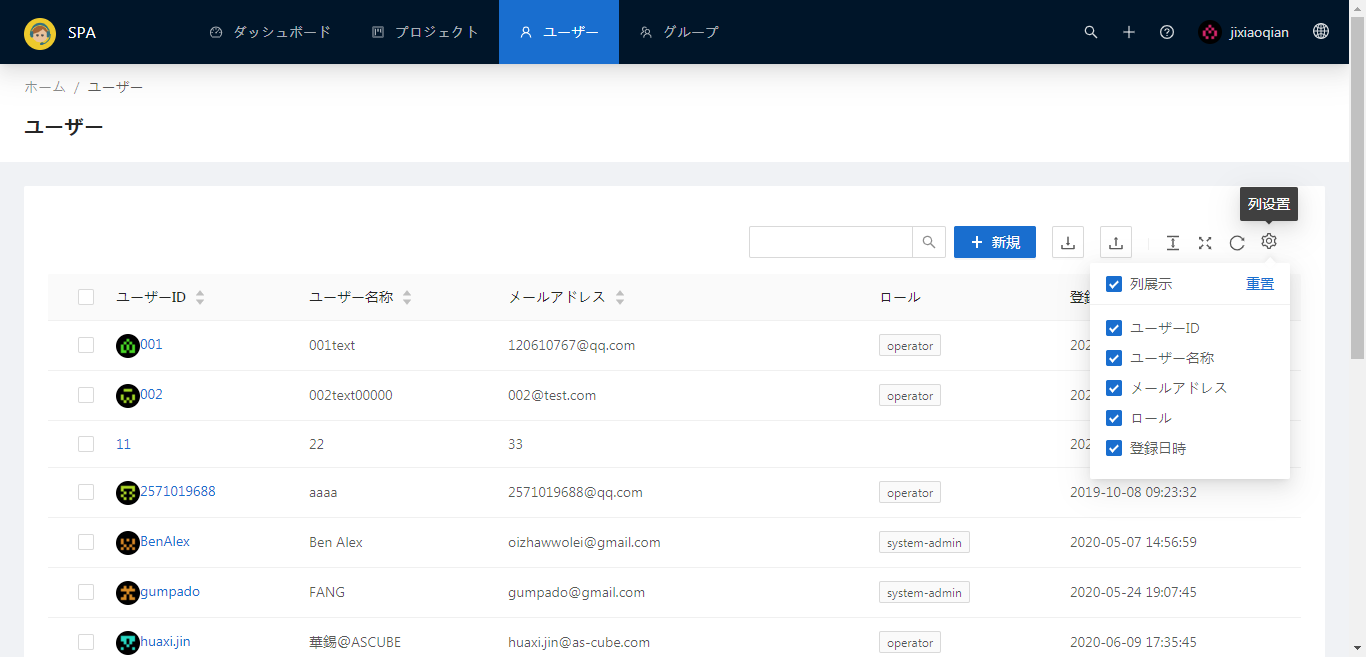 SPA ダッシュボード プロジェクト ユーザー グループ jixiaoqian
ホーム / ユーザー
ユーザー
列设置
新規
ユーザーID ユーザー名称 メールアドレス ロール 登録
列展示 重置
ユーザーID
ユーザー名称
メールアドレス
ロール
登録日時
001 001text 120610767@qq.com operator 202
002 002text00000 002@test.com operator 202
11 22 33 202
2571019688 aaaa 2571019688@qq.com operator 2019-10-08 09:23:32
BenAlex Ben Alex oizhawwolei@gmail.com system-admin 2020-05-07 14:56:59
gumpado FANG gumpado@gmail.com system-admin 2020-05-24 19:07:45
huaxi.jin 華錫@ASCUBE huaxi.jin@as-cube.com operator 2020-06-09 17:35:45